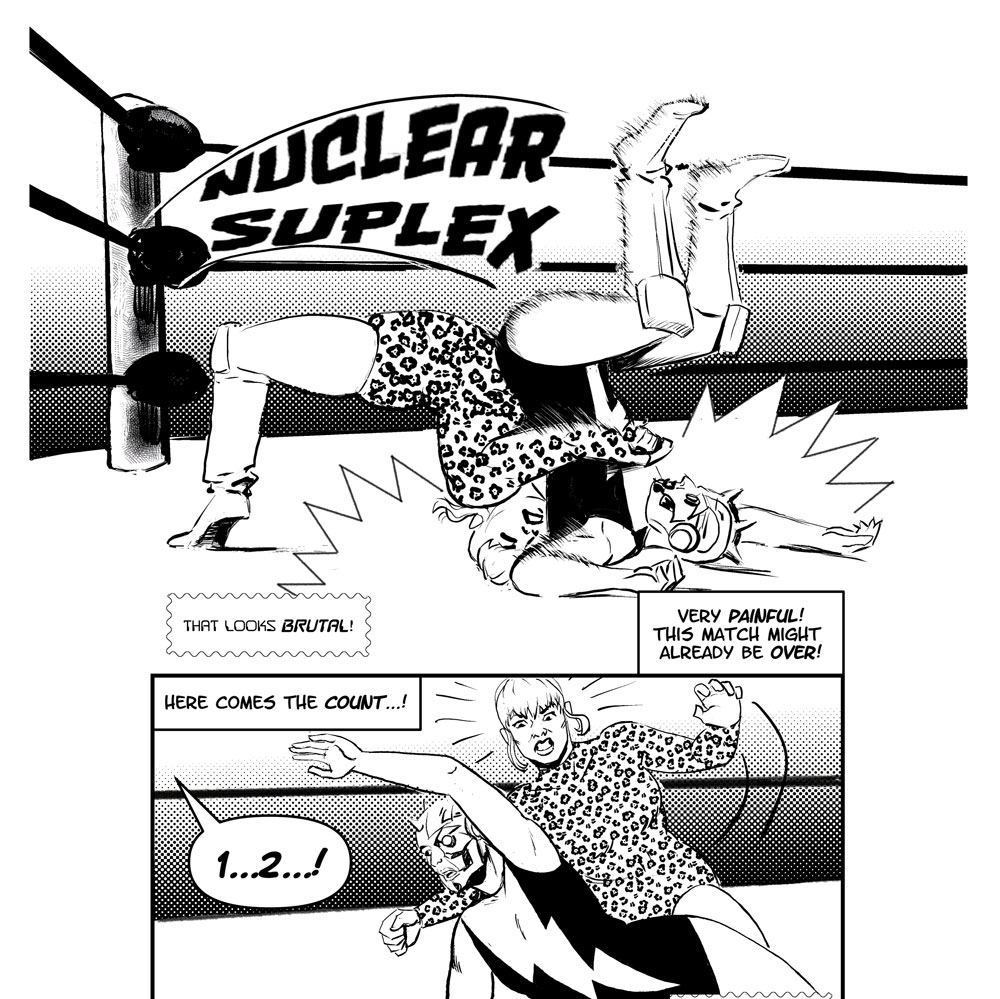 NUCLEAR
SUPLEX
THAT LOOKS BRUTAL!
VERY PAINFUL!
THIS MATCH MIGHT
ALREADY BE OVER!
HERE COMES THE COUNT...!
1...2...!